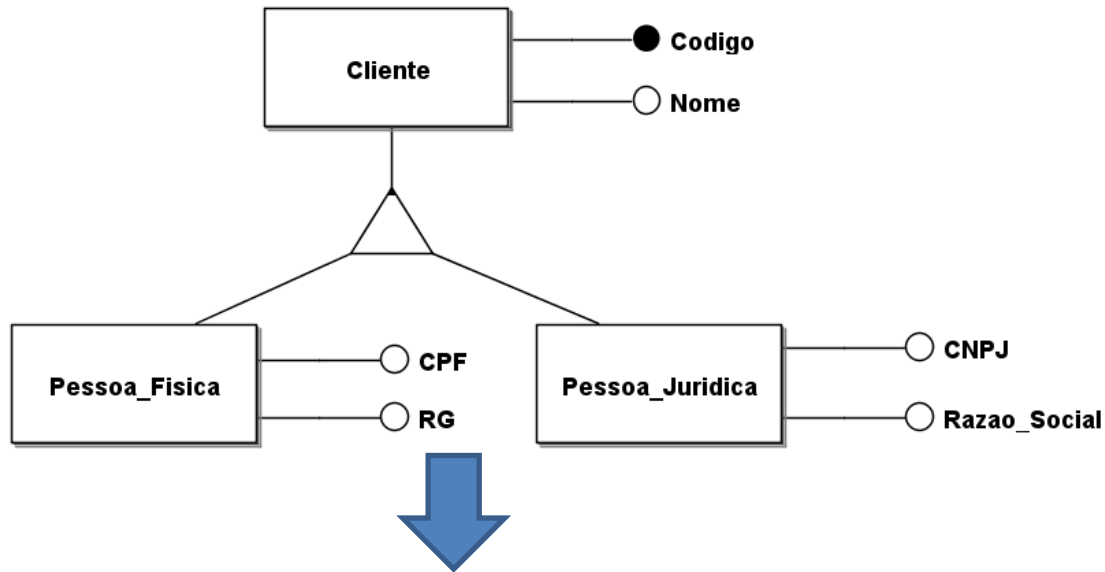 Cliente
Codigo
Nome
Pessoa_Fisica
CPF
RG
Pessoa_Juridica
CNPJ
Razao_Social